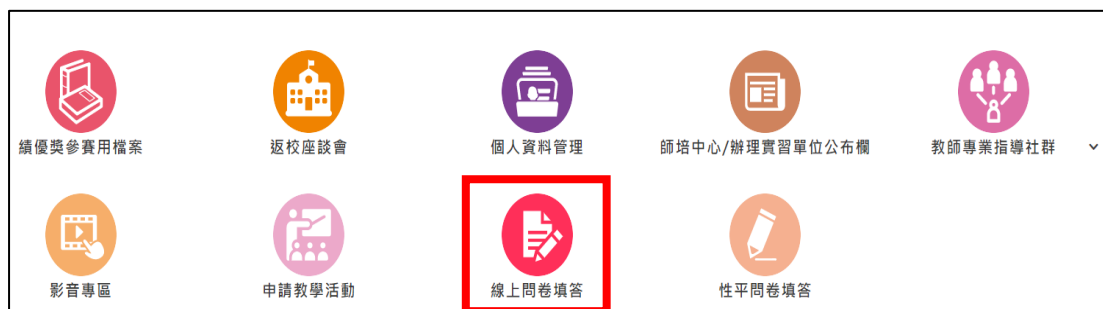 績優獎參賽用檔案
返校座談會
個人資料管理
師培中心/辦理實習單位公布欄
教師專業指導社群
影音專區
申請教學活動
線上問卷填答
性平問卷填答